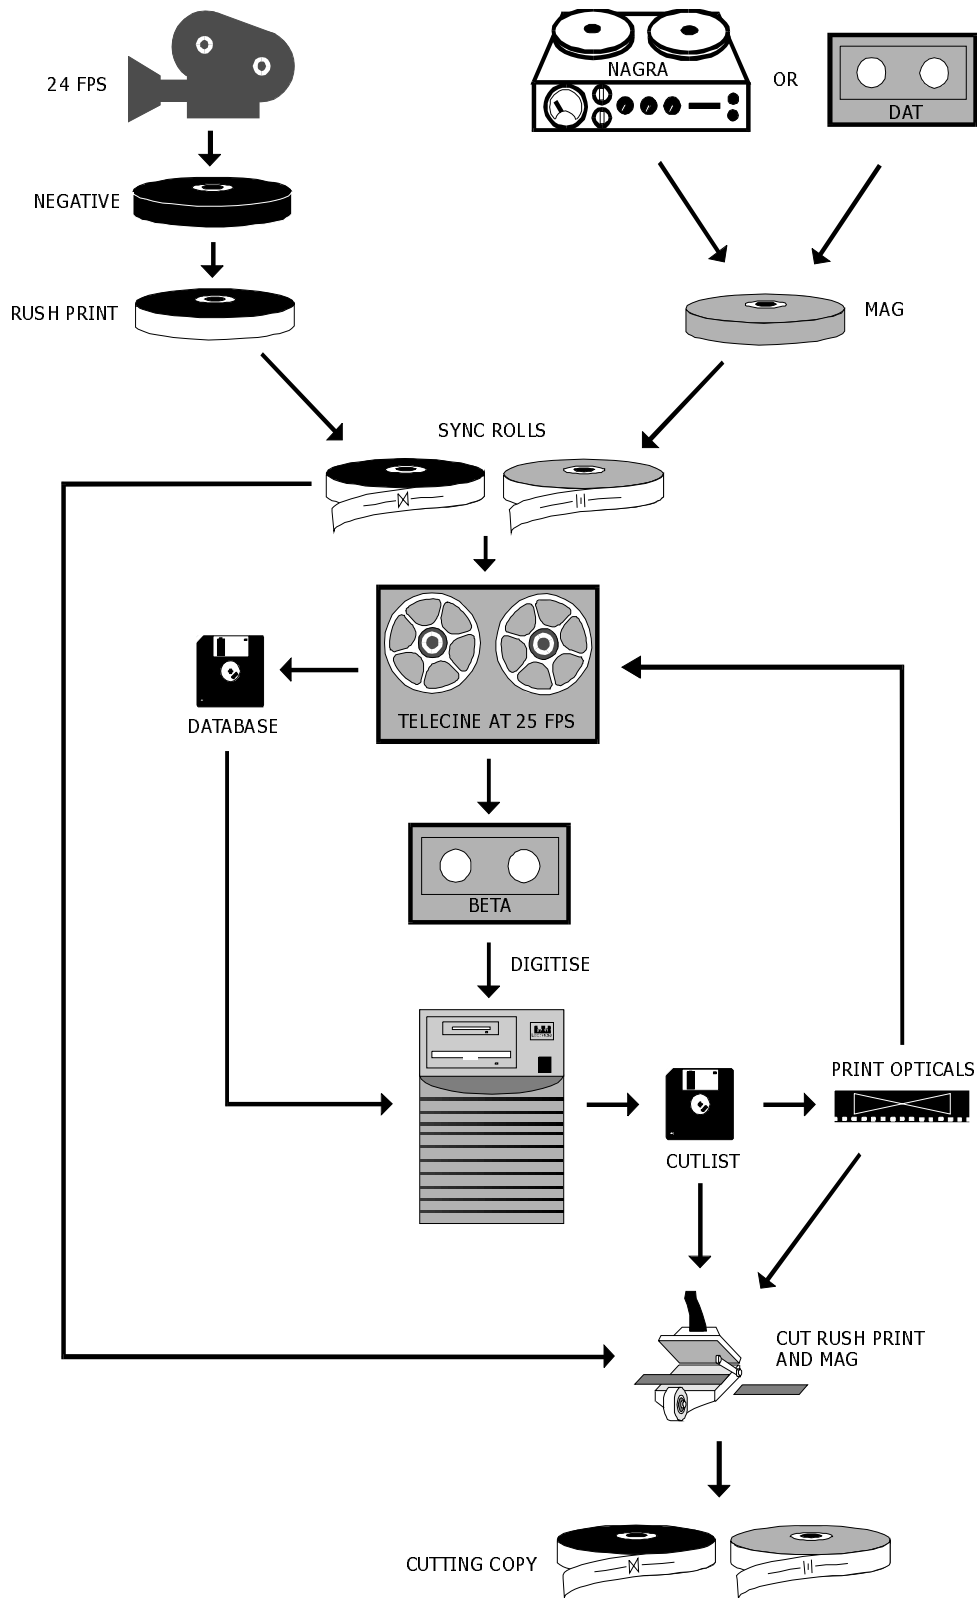 24 FPS
NAGRA
OR
DAT
NEGATIVE
RUSH PRINT
MAG
SYNC ROLLS
TELECINE AT 25 FPS
DATABASE
BETA
DIGITISE
PRINT OPTICALS
CUTLIST
CUT RUSH PRINT
AND MAG
CUTTING COPY